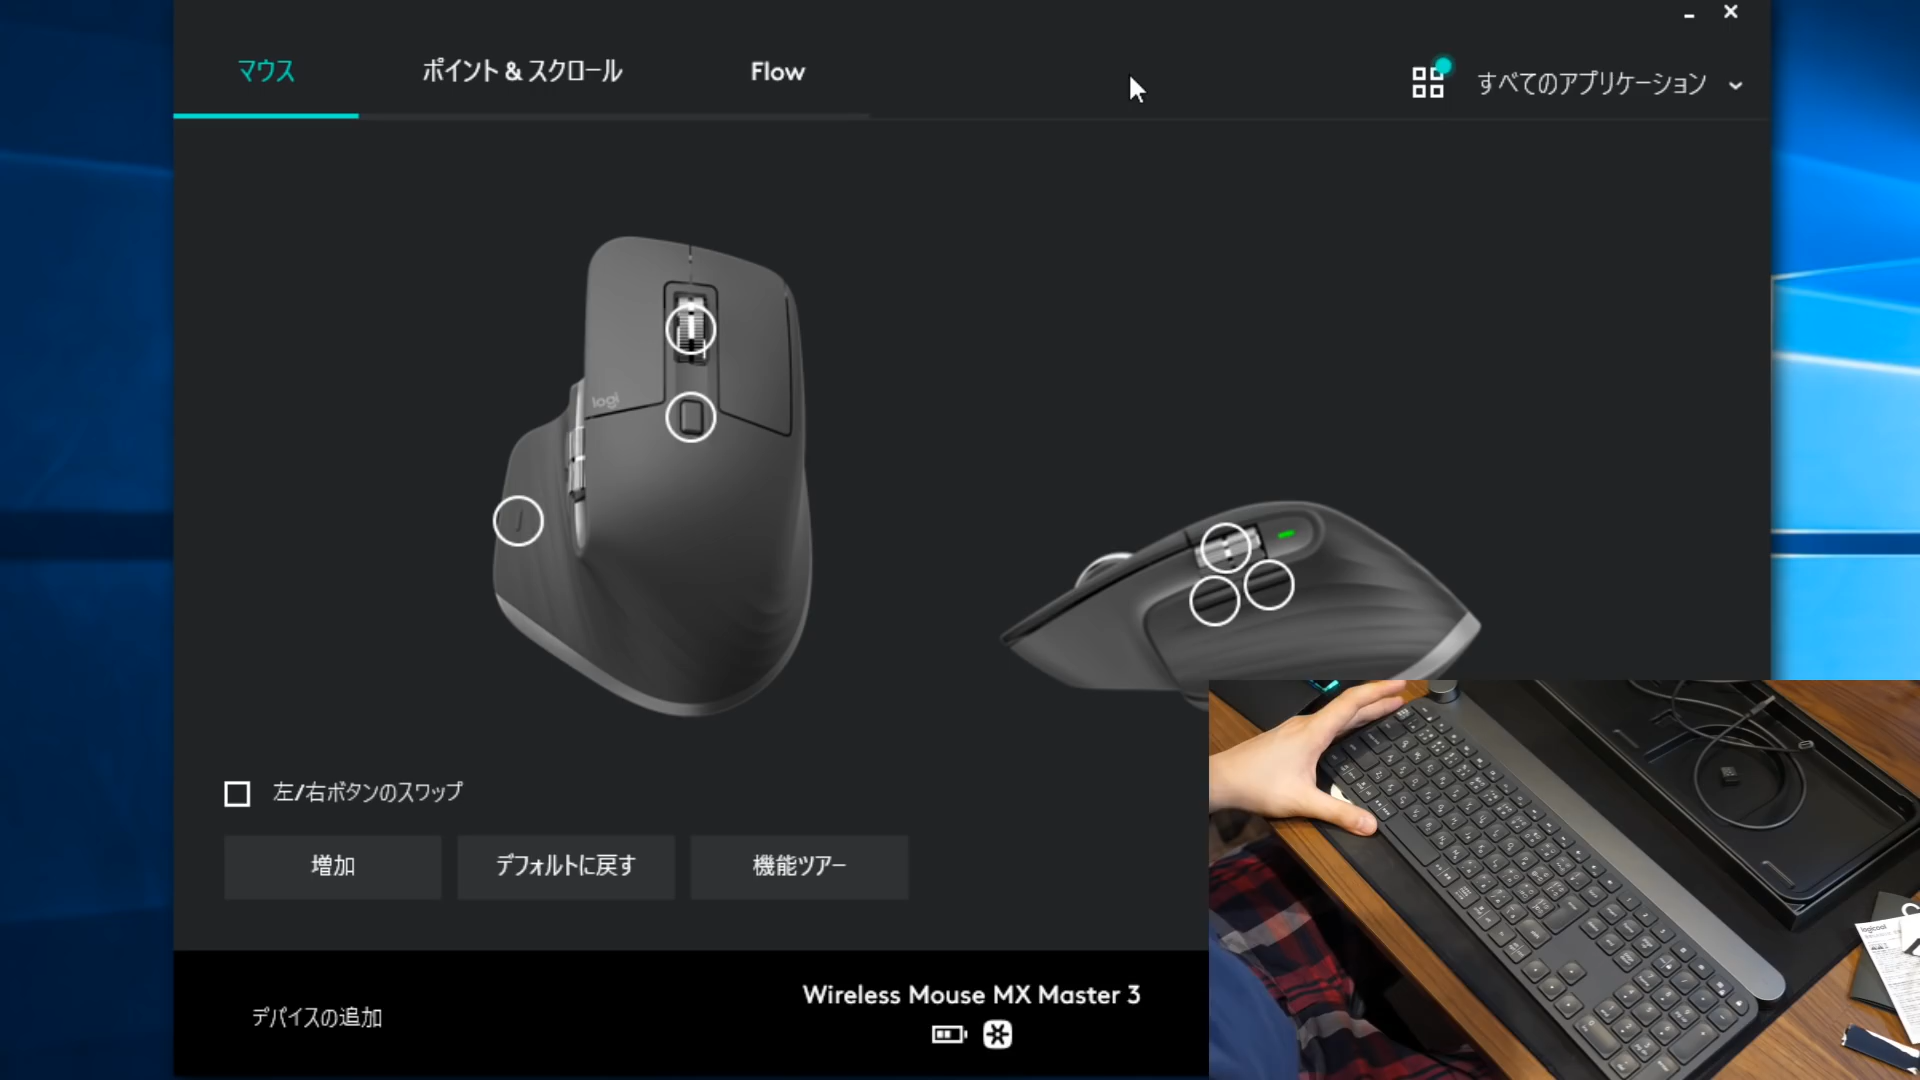 マウス
ポイント & スクロール
Flow
すべてのアプリケーション
logi
左/右ボタンのスワップ
増加
デフォルトに戻す
機能ツアー
デバイスの追加
Wireless Mouse MX Master 3
logicool